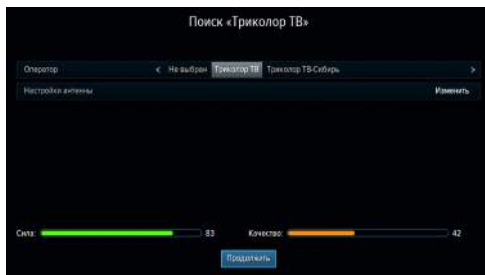 Поиск «Триколор ТВ»
Оператор < Не выбран Триколор ТВ Триколор ТВ-Сибирь >
Настройки антенны Изменить
Сила: 83 Качество: 42
Продолжить